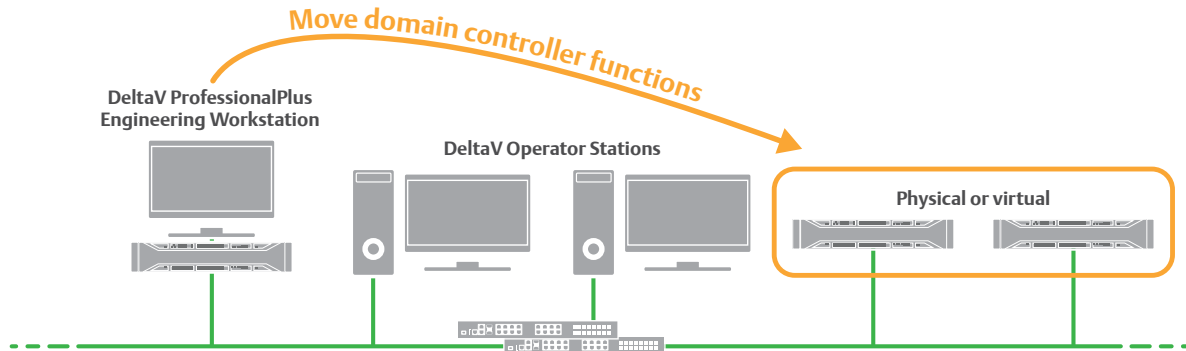 Move domain controller functions
DeltaV ProfessionalPlus
Engineering Workstation
DeltaV Operator Stations
Physical or virtual